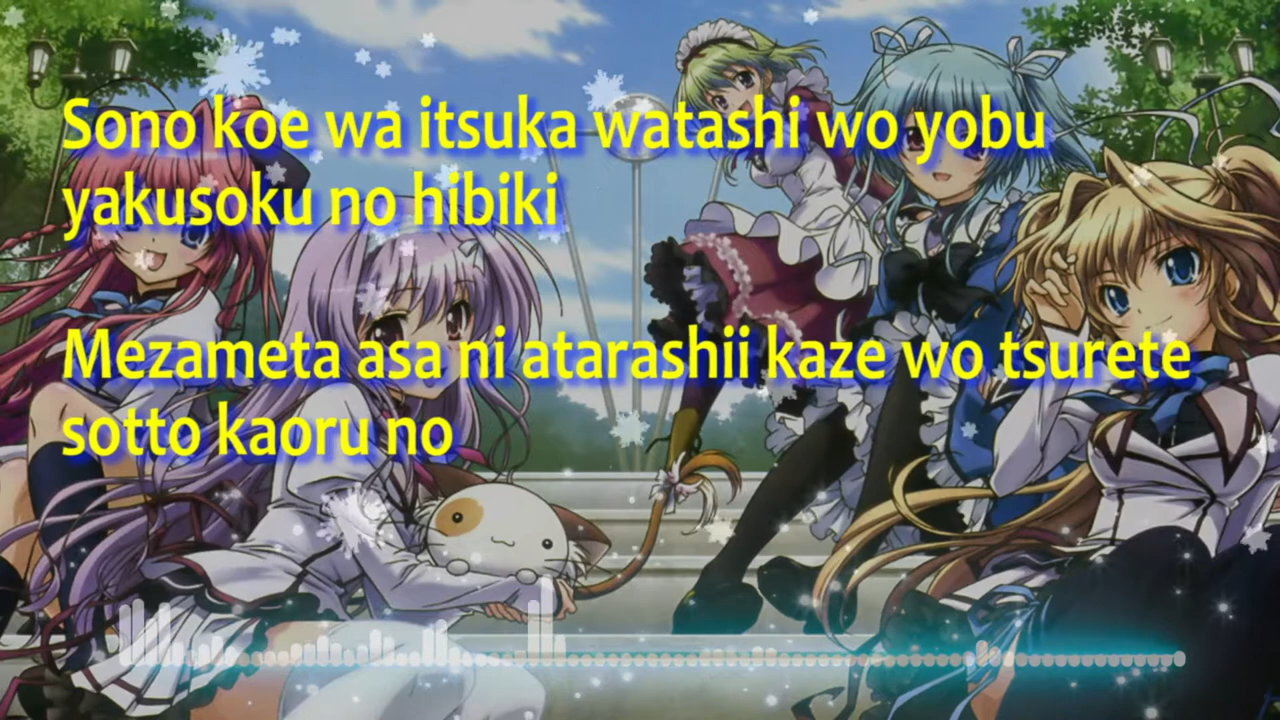 Sono koe wa itsuka watashi wo yobu
yakusoku no hibiki
Mezameta asa ni atarashii kaze wo tsurete
sotto kaoru no